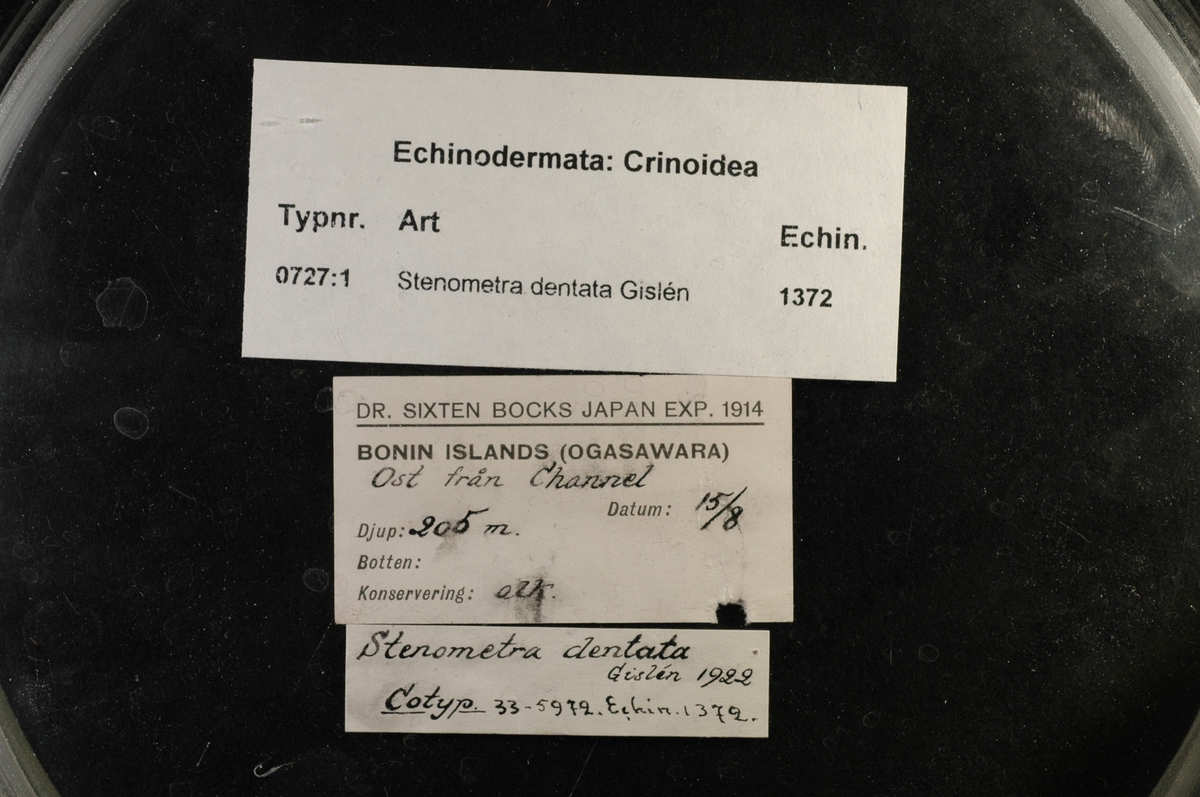 Echinodermata: Crinoidea
Typnr. Art Echin.
0727:1 Stenometra dentata Gislén 1372
DR. SIXTEN BOCKS JAPAN EXP. 1914
BONIN ISLANDS (OGASAWARA)
Ost från Channel
Datum: 15/8
Djup: 205 m.
Botten:
Konservering: alk.
Stenometra dentata
Gislén 1922
Cotyp. 33-5972. Echin. 1372.